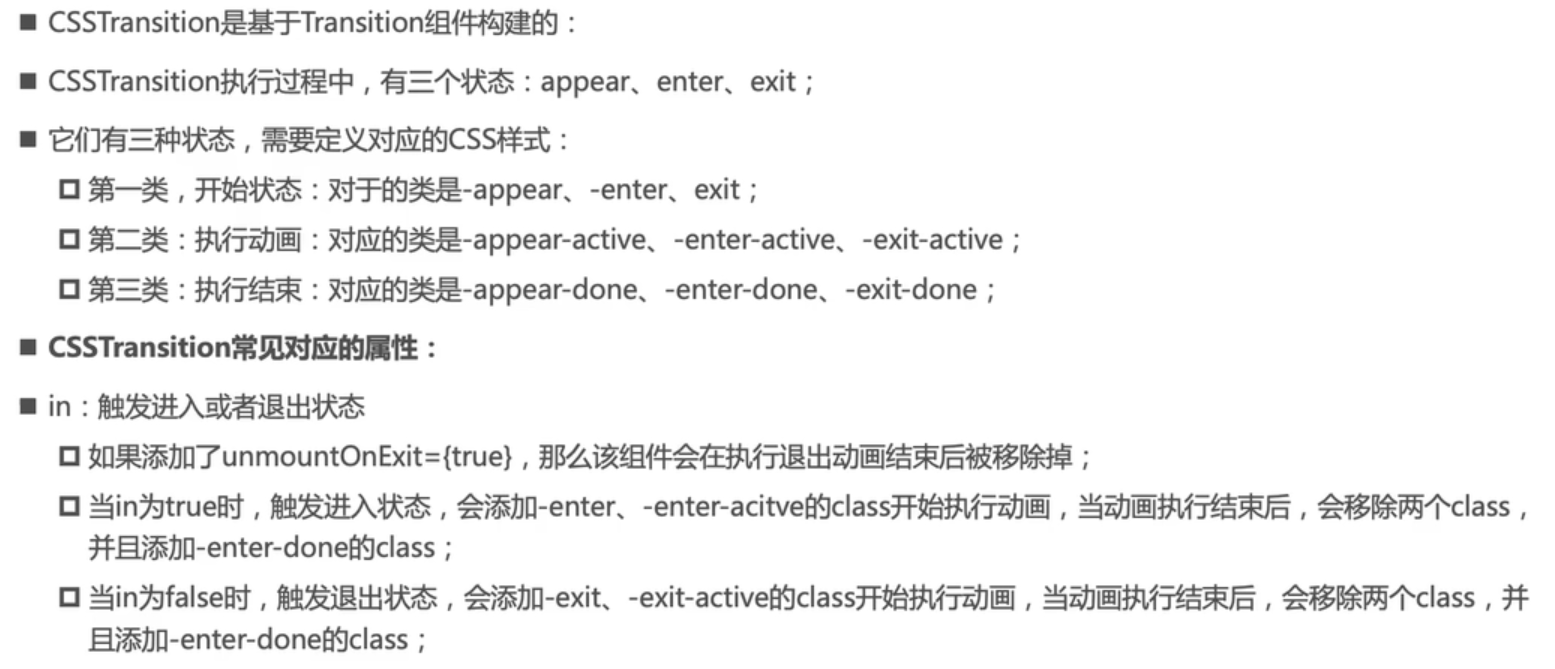 ■ CSSTransition是基于Transition组件构建的：
■ CSSTransition执行过程中，有三个状态：appear、enter、exit；
■ 它们有三种状态，需要定义对应的CSS样式：
□ 第一类，开始状态：对于的类是-appear、-enter、exit；
□ 第二类：执行动画：对应的类是-appear-active、-enter-active、-exit-active；
□ 第三类：执行结束：对应的类是-appear-done、-enter-done、-exit-done；
■ CSSTransition常见对应的属性：
■ in：触发进入或者退出状态
□ 如果添加了unmountOnExit={true}，那么该组件会在执行退出动画结束后被移除掉；
□ 当in为true时，触发进入状态，会添加-enter、-enter-acitve的class开始执行动画，当动画执行结束后，会移除两个class，
并且添加-enter-done的class；
□ 当in为false时，触发退出状态，会添加-exit、-exit-active的class开始执行动画，当动画执行结束后，会移除两个class，并
且添加-enter-done的class；